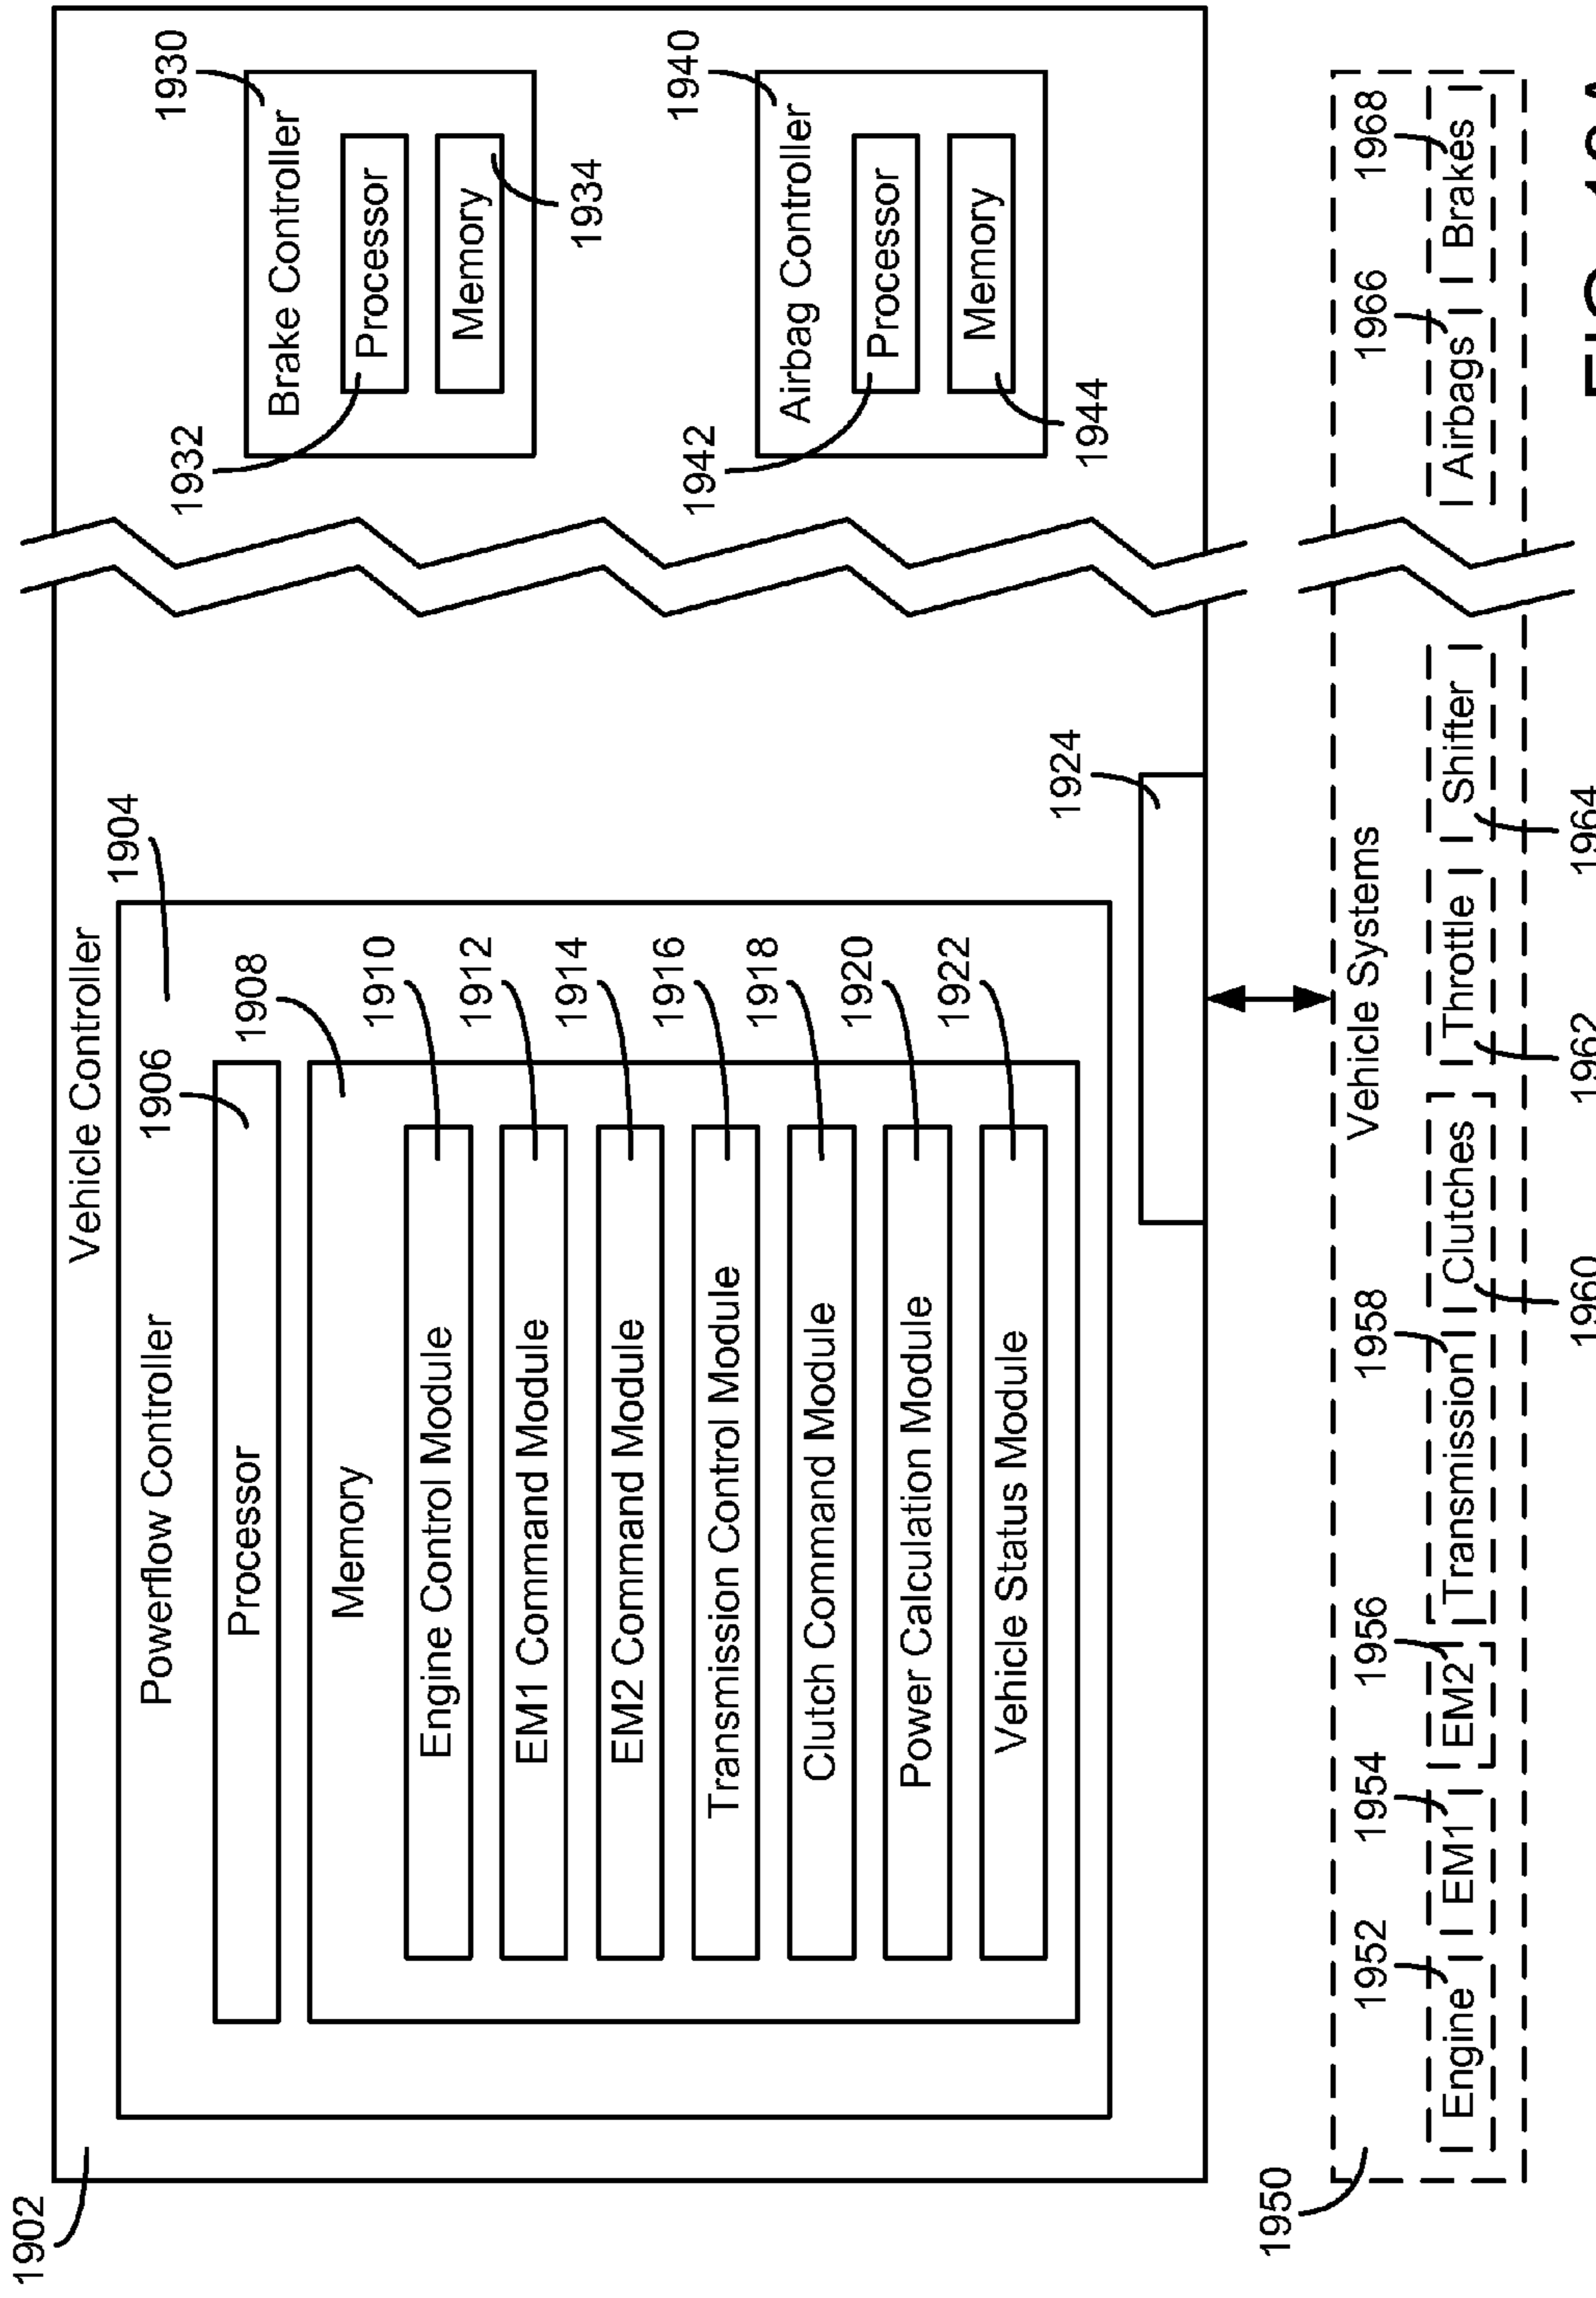 1902
Vehicle Controller
1904
Powerflow Controller
1906
Processor
1908
Memory
Engine Control Module
1910
EM1 Command Module
1912
EM2 Command Module
1914
Transmission Control Module
1916
Clutch Command Module
1918
Power Calculation Module
1920
Vehicle Status Module
1922
1924
1930
Brake Controller
1932
Processor
Memory
1934
1940
Airbag Controller
1942
Processor
Memory
1944
1950
Vehicle Systems
1952
1954
1956
1958
1966
1968
Engine
EM1
EM2
Transmission
Clutches
Throttle
Shifter
Airbags
Brakes
1960
1962
1964